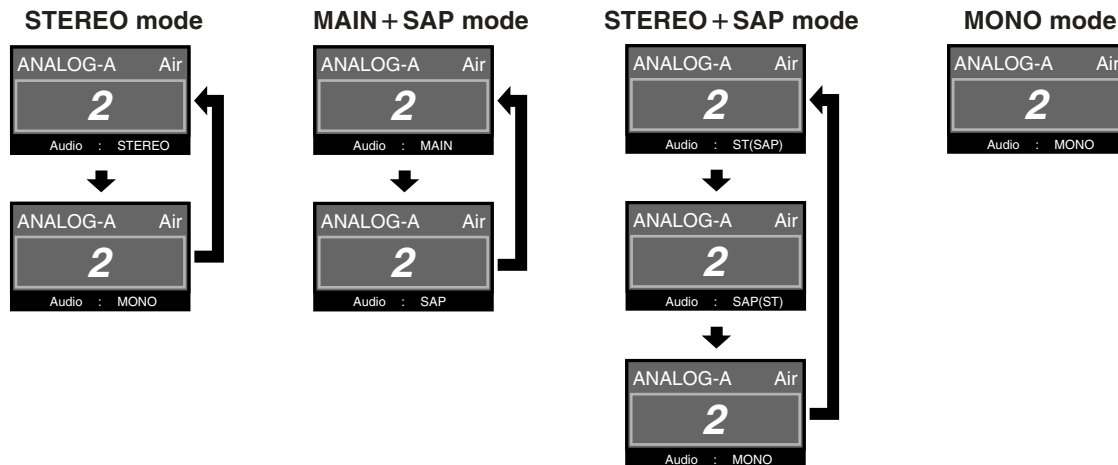 STEREO mode
ANALOG-A Air
2
Audio : STEREO
ANALOG-A Air
2
Audio : MONO
MAIN+SAP mode
ANALOG-A Air
2
Audio : MAIN
ANALOG-A Air
2
Audio : SAP
STEREO+SAP mode
ANALOG-A Air
2
Audio : ST(SAP)
ANALOG-A Air
2
Audio : SAP(ST)
ANALOG-A Air
2
Audio : MONO
MONO mode
ANALOG-A Air
2
Audio : MONO